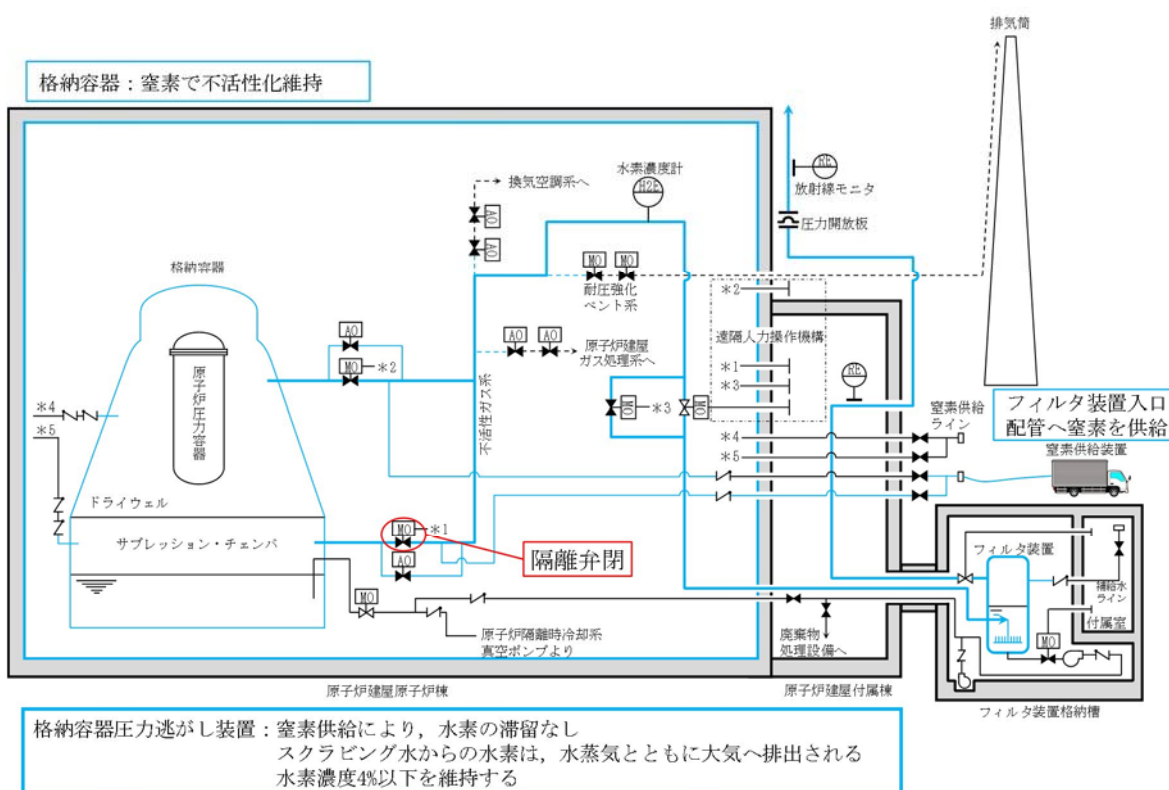 排気筒
格納容器：窒素で不活性化維持
水素濃度計
H2E
換気空調系へ
AO
AO
RE
放射線モニタ
圧力開放板
格納容器
MO
MO
耐圧強化
ベント系
*2
遠隔人力操作機構
AO
MO
*2
AO
AO
原子炉建屋
ガス処理系へ
不活性ガス系
原子炉圧力容器
*1
*3
RE
MO
*3
MO
*4
*5
*4
*5
窒素供給
ライン
フィルタ装置入口
配管へ窒素を供給
窒素供給装置
ドライウェル
サプレッション・チェンバ
MO
*1
AO
隔離弁閉
フィルタ装置
補給水
ライン
付属室
MO
MO
原子炉隔離時冷却系
真空ポンプより
廃棄物
処理設備へ
原子炉建屋原子炉棟
原子炉建屋付属棟
フィルタ装置格納槽
格納容器圧力逃がし装置：窒素供給により，水素の滞留なし
スクラビング水からの水素は，水蒸気とともに大気へ排出される
水素濃度4%以下を維持する